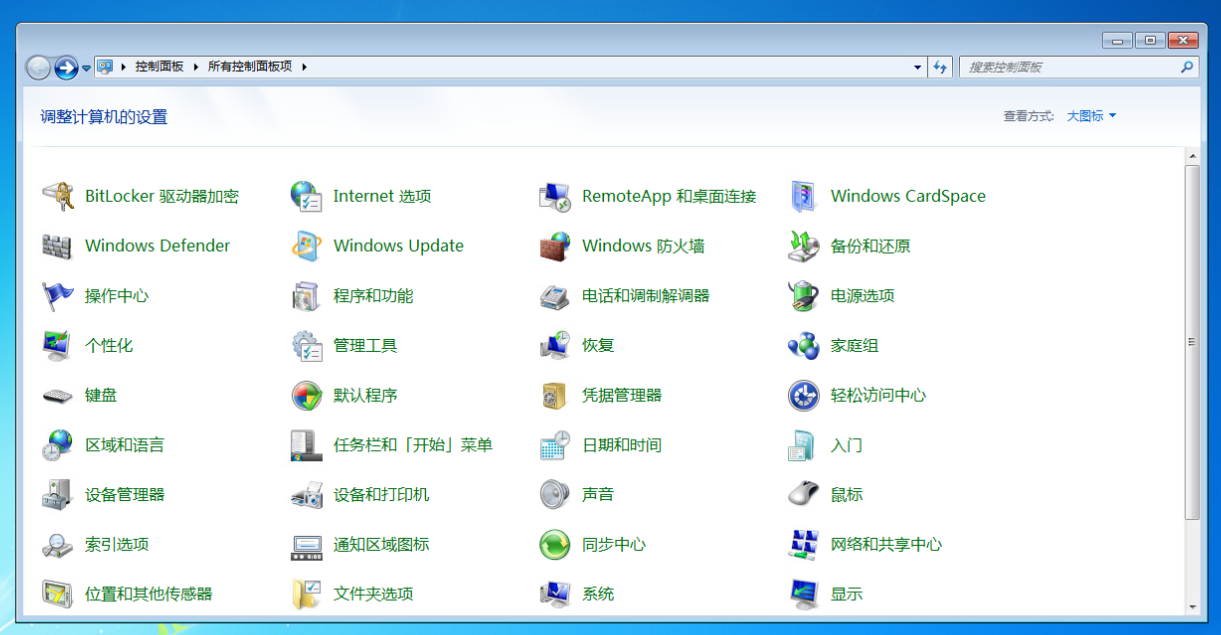 控制面板 ▸ 所有控制面板项 ▸
搜索控制面板
调整计算机的设置
查看方式: 大图标
BitLocker 驱动器加密
Internet 选项
RemoteApp 和桌面连接
Windows CardSpace
Windows Defender
Windows Update
Windows 防火墙
备份和还原
操作中心
程序和功能
电话和调制解调器
电源选项
个性化
管理工具
恢复
家庭组
键盘
默认程序
凭据管理器
轻松访问中心
区域和语言
任务栏和「开始」菜单
日期和时间
入门
设备管理器
设备和打印机
声音
鼠标
索引选项
通知区域图标
同步中心
网络和共享中心
位置和其他传感器
文件夹选项
系统
显示